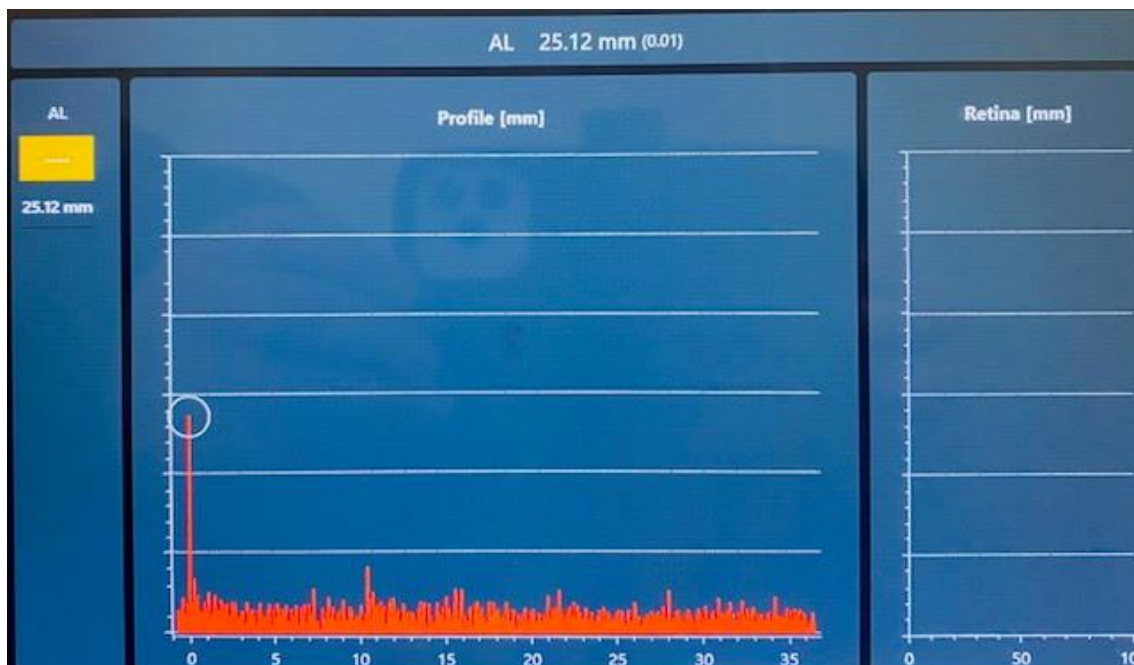 AL 25.12 mm (0.01)
AL
----
25.12 mm
Profile [mm]
0 5 10 15 20 25 30 35
Retina [mm]
0 50